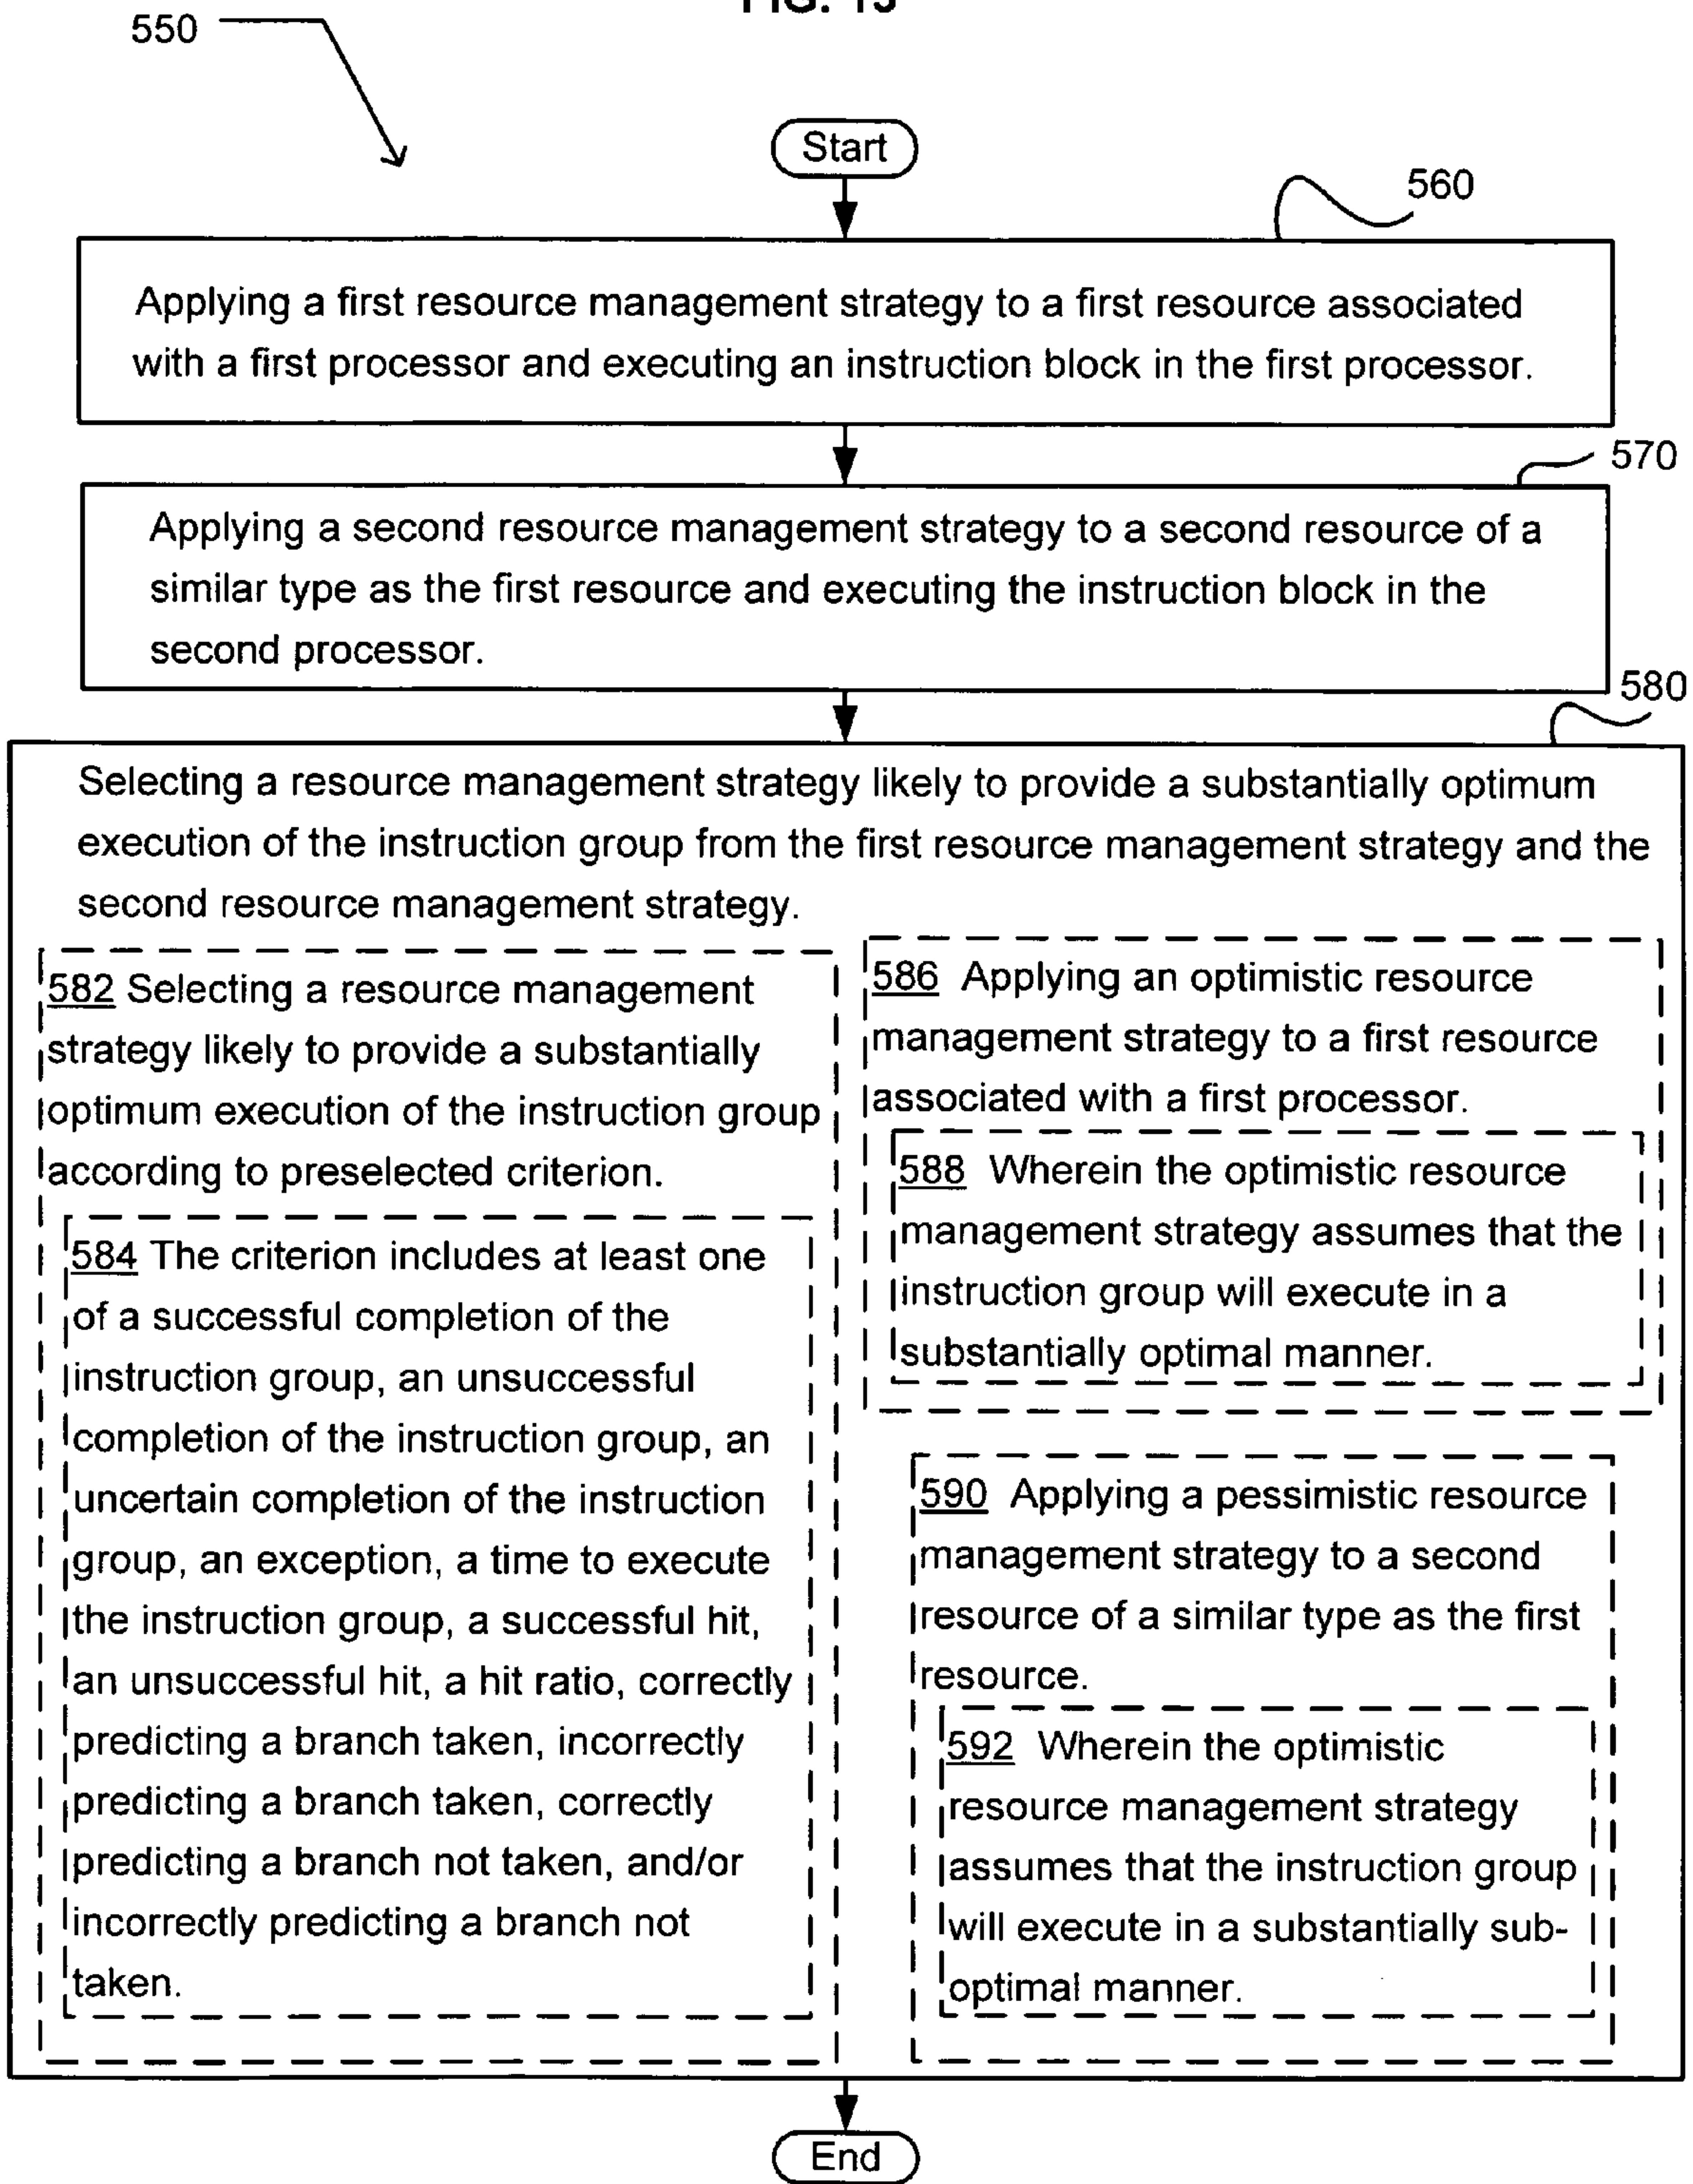 FIG.
550
Start
560
Applying a first resource management strategy to a first resource associated
with a first processor and executing an instruction block in the first processor.
570
Applying a second resource management strategy to a second resource of a
similar type as the first resource and executing the instruction block in the
second processor.
580
Selecting a resource management strategy likely to provide a substantially optimum
execution of the instruction group from the first resource management strategy and the
second resource management strategy.
582 Selecting a resource management
strategy likely to provide a substantially
optimum execution of the instruction group
according to preselected criterion.
584 The criterion includes at least one
of a successful completion of the
instruction group, an unsuccessful
completion of the instruction group, an
uncertain completion of the instruction
group, an exception, a time to execute
the instruction group, a successful hit,
an unsuccessful hit, a hit ratio, correctly
predicting a branch taken, incorrectly
predicting a branch taken, correctly
predicting a branch not taken, and/or
incorrectly predicting a branch not
taken.
586 Applying an optimistic resource
management strategy to a first resource
associated with a first processor.
588 Wherein the optimistic resource
management strategy assumes that the
instruction group will execute in a
substantially optimal manner.
590 Applying a pessimistic resource
management strategy to a second
resource of a similar type as the first
resource.
592 Wherein the optimistic
resource management strategy
assumes that the instruction group
will execute in a substantially sub-
optimal manner.
End